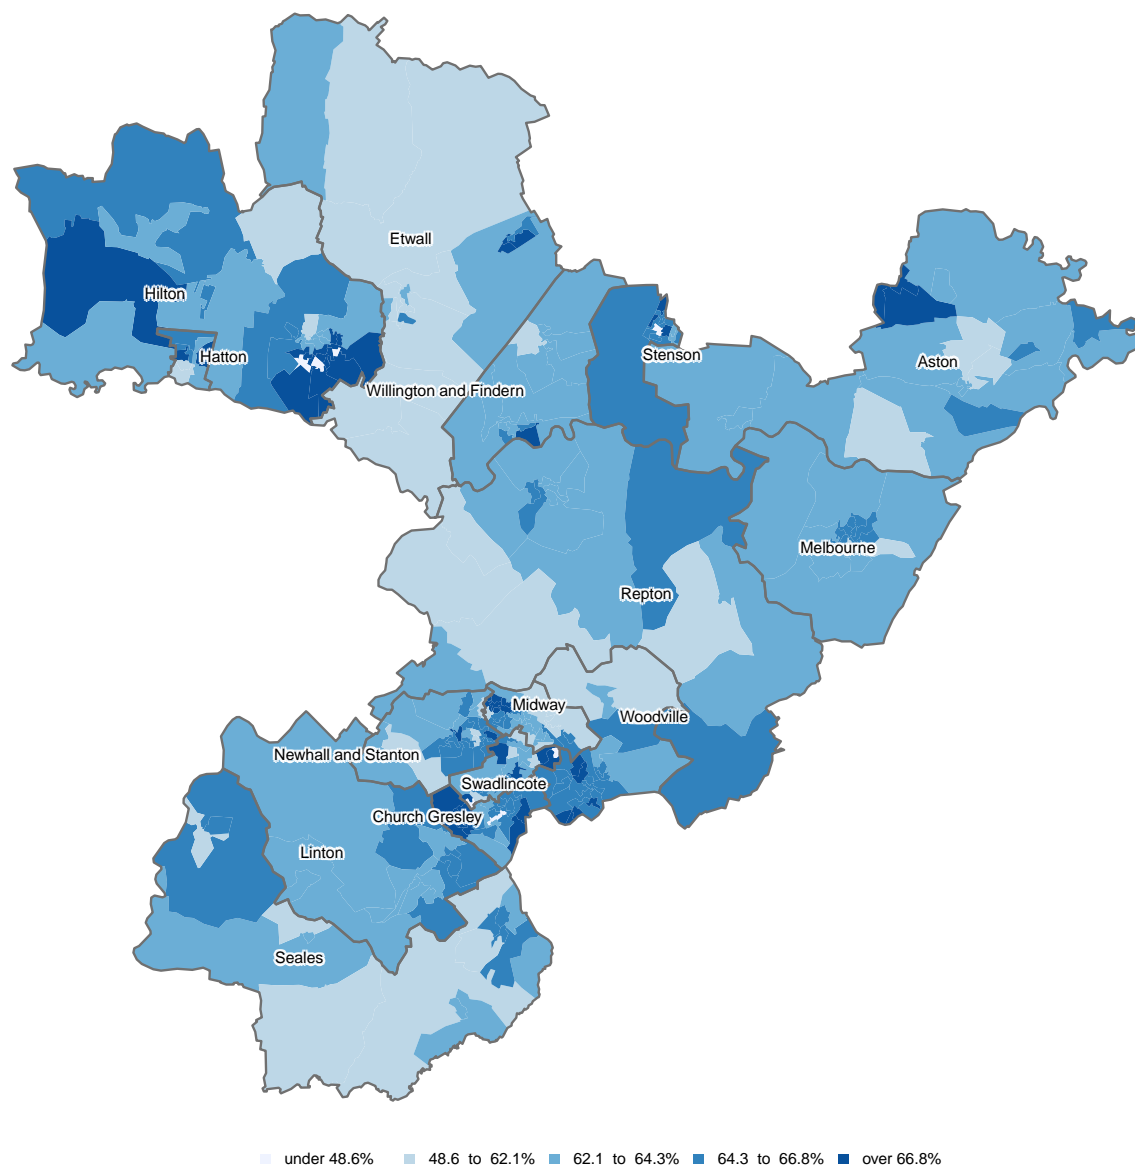 Etwall
Hilton
Hatton
Stenson
Aston
Willington and Findern
Melbourne
Repton
Midway
Woodville
Newhall and Stanton
Swadlincote
Church Gresley
Linton
Seales
under 48.6% 48.6 to 62.1% 62.1 to 64.3% 64.3 to 66.8% over 66.8%